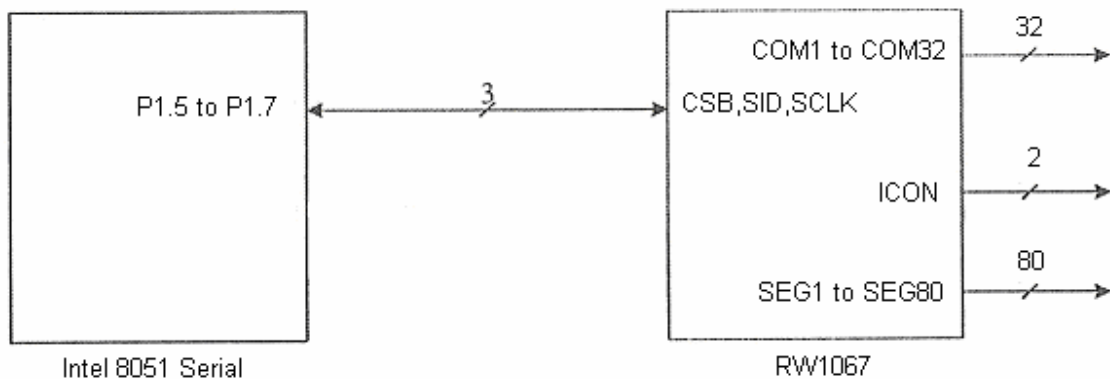 32
COM1 to COM32
P1.5 to P1.7
3
CSB,SID,SCLK
2
ICON
80
SEG1 to SEG80
Intel 8051 Serial
RW1067